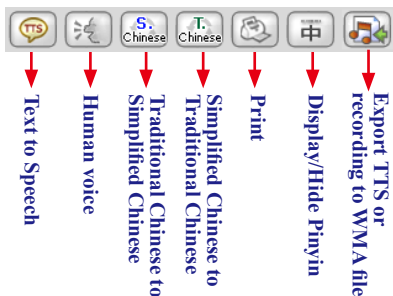 TTS
S.
Chinese
T.
Chinese
中
Text to Speech
Human voice
Traditional Chinese to
Simplified Chinese
Simplified Chinese to
Traditional Chinese
Print
Display/Hide Pinyin
Export TTS or
recording to WMA file